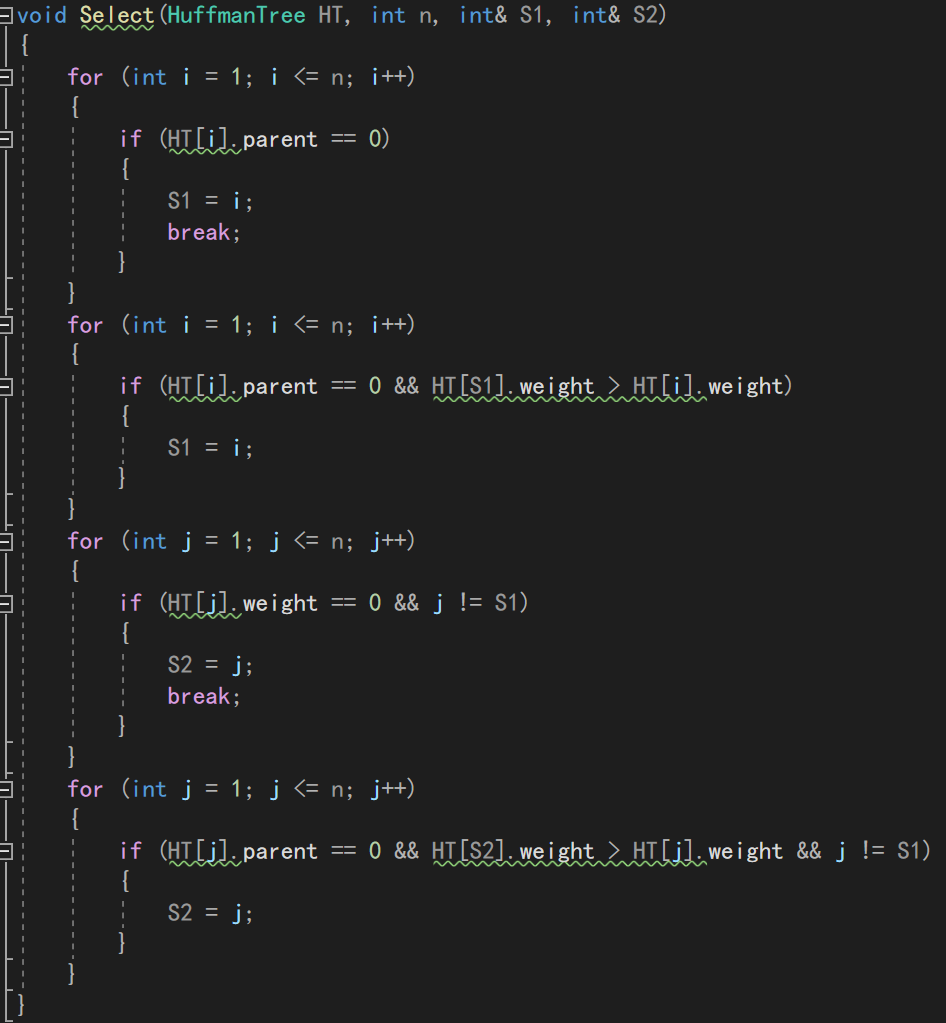 void Select(HuffmanTree HT, int n, int& S1, int& S2)
{
    for (int i = 1; i <= n; i++)
    {
        if (HT[i].parent == 0)
        {
            S1 = i;
            break;
        }
    }
    for (int i = 1; i <= n; i++)
    {
        if (HT[i].parent == 0 && HT[S1].weight > HT[i].weight)
        {
            S1 = i;
        }
    }
    for (int j = 1; j <= n; j++)
    {
        if (HT[j].weight == 0 && j != S1)
        {
            S2 = j;
            break;
        }
    }
    for (int j = 1; j <= n; j++)
    {
        if (HT[j].parent == 0 && HT[S2].weight > HT[j].weight && j != S1)
        {
            S2 = j;
        }
    }
}